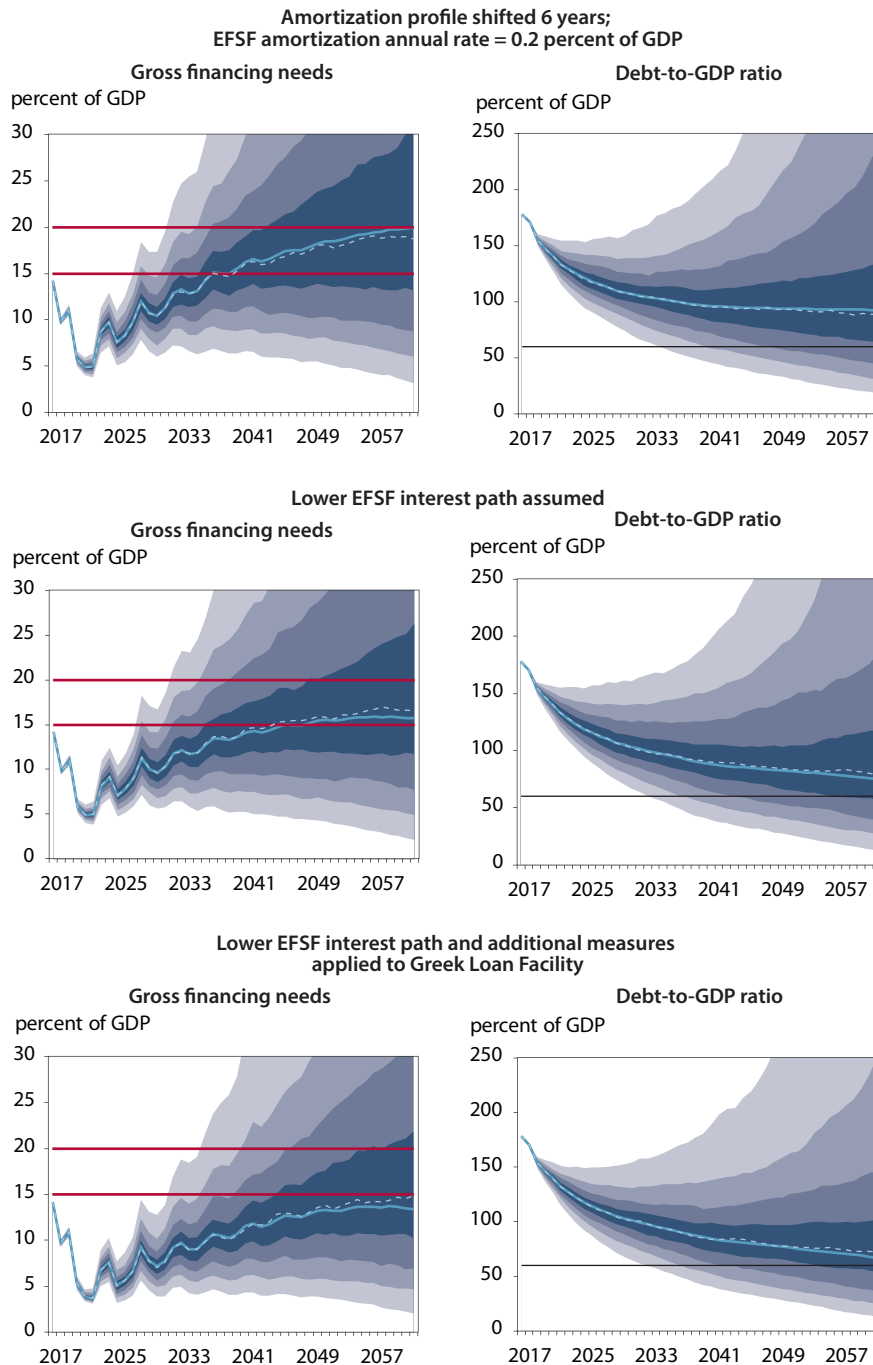 Amortization profile shifted 6 years;
EFSF amortization annual rate = 0.2 percent of GDP
Gross financing needs
percent of GDP
30
25
20
15
10
5
0
2017 2025 2033 2041 2049 2057
Debt-to-GDP ratio
percent of GDP
250
200
150
100
50
0
2017 2025 2033 2041 2049 2057
Lower EFSF interest path assumed
Gross financing needs
percent of GDP
30
25
20
15
10
5
0
2017 2025 2033 2041 2049 2057
Debt-to-GDP ratio
percent of GDP
250
200
150
100
50
0
2017 2025 2033 2041 2049 2057
Lower EFSF interest path and additional measures
applied to Greek Loan Facility
Gross financing needs
percent of GDP
30
25
20
15
10
5
0
2017 2025 2033 2041 2049 2057
Debt-to-GDP ratio
percent of GDP
250
200
150
100
50
0
2017 2025 2033 2041 2049 2057